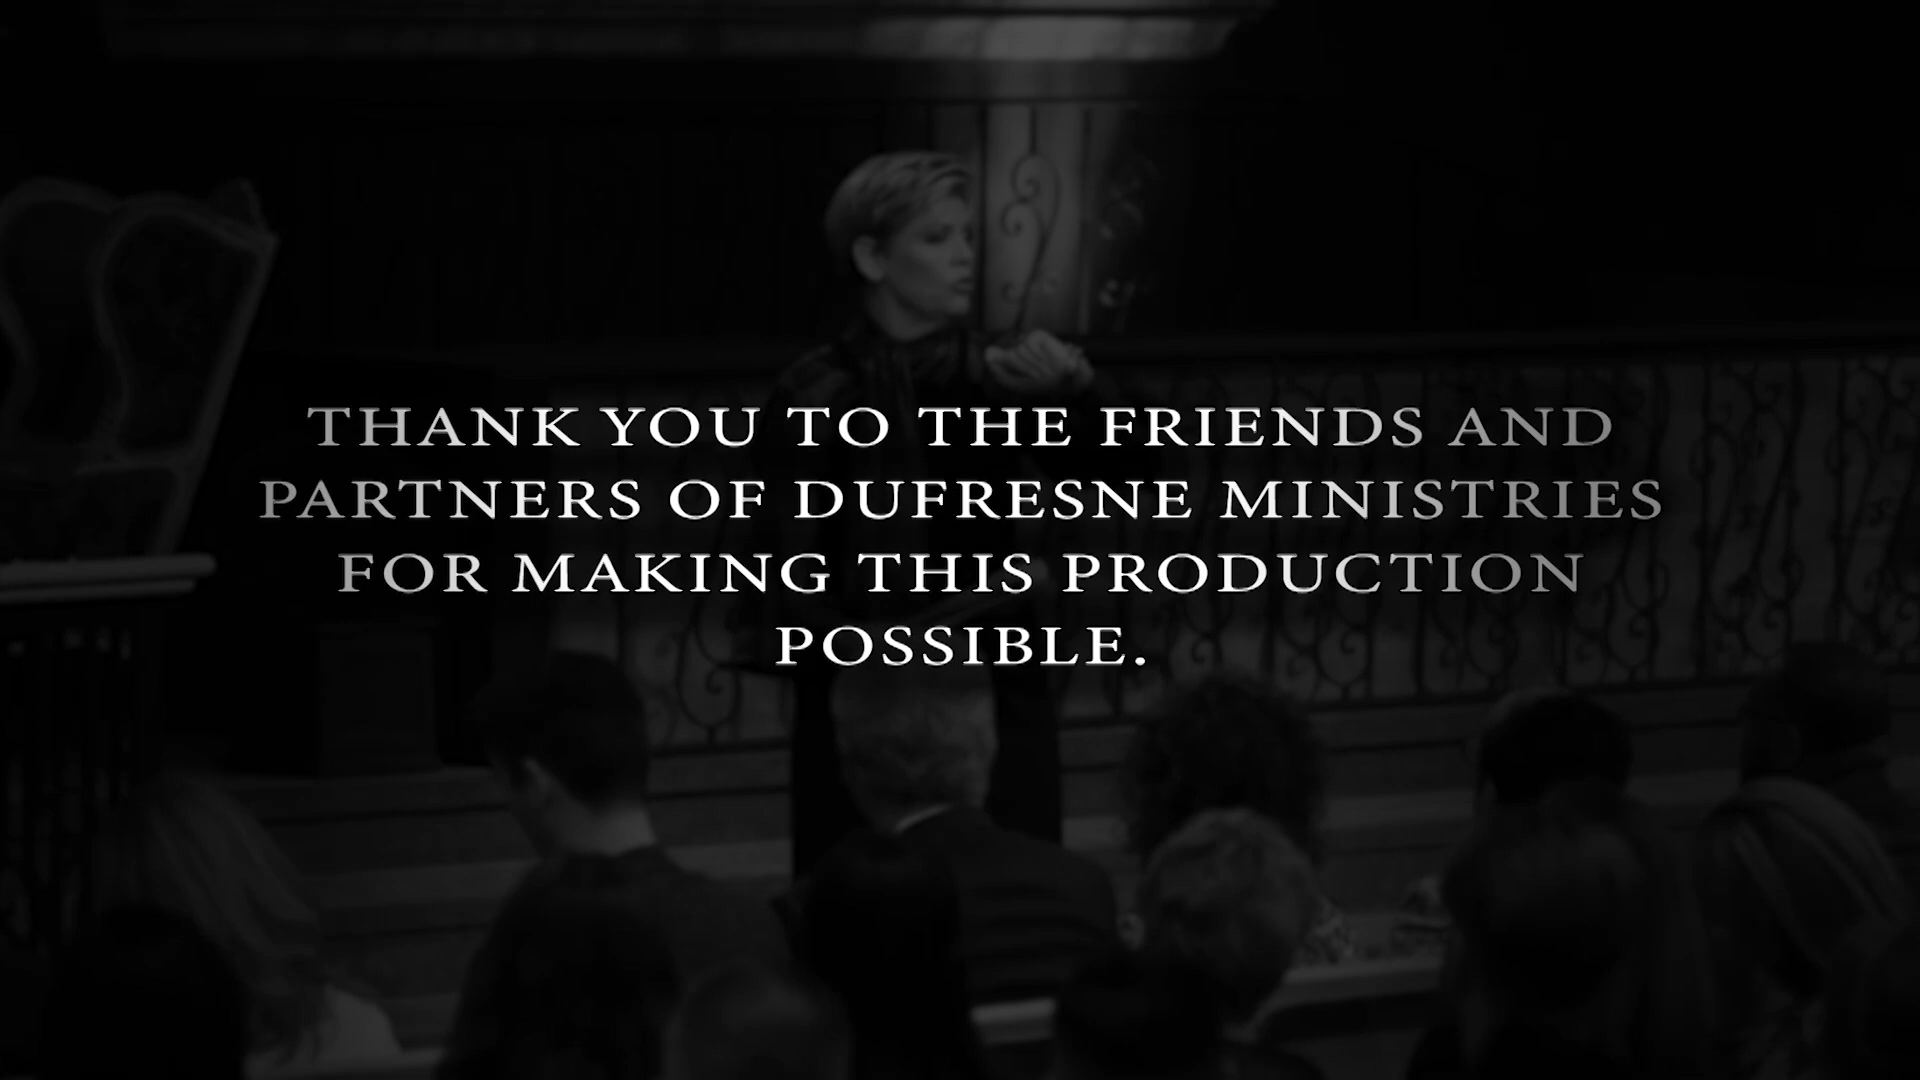 THANK YOU TO THE FRIENDS AND
PARTNERS OF DUFRESNE MINISTRIES
FOR MAKING THIS PRODUCTION
POSSIBLE.